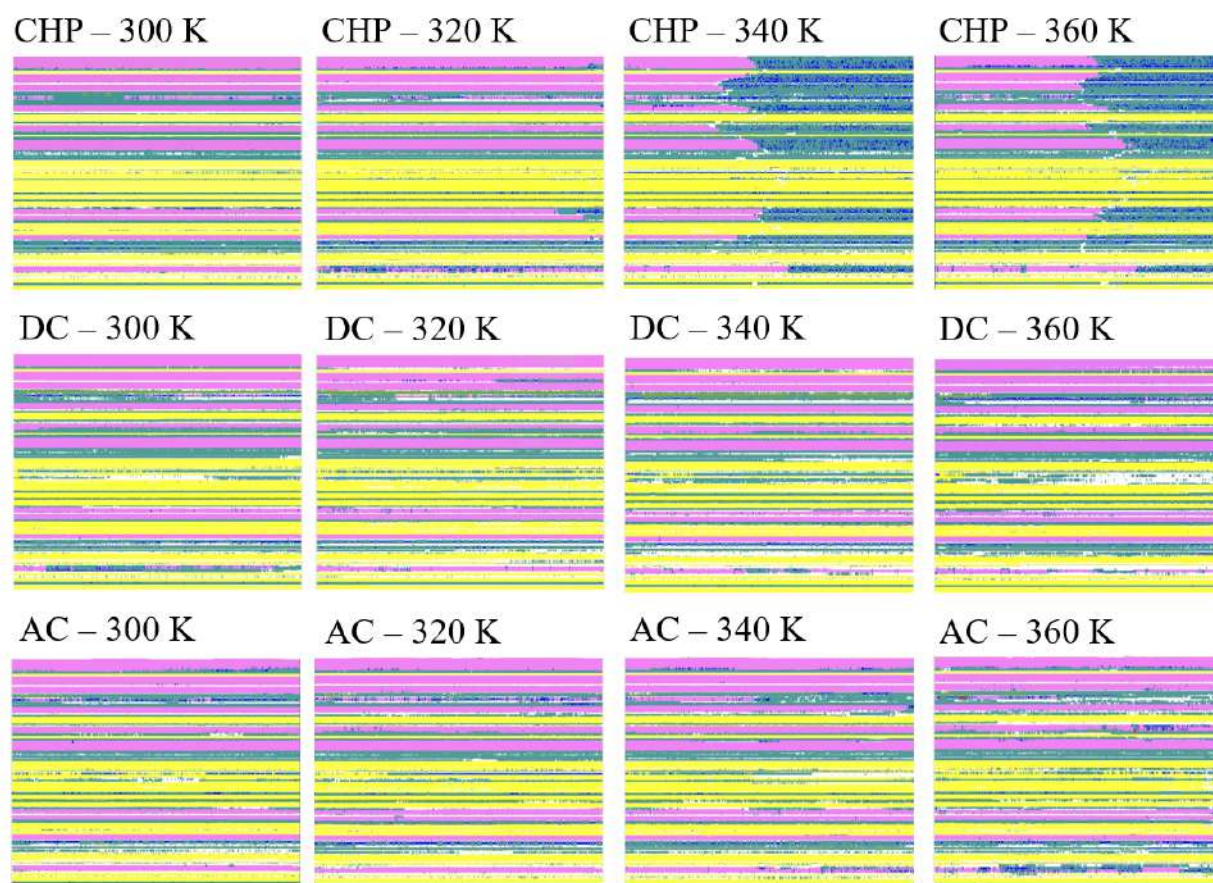 CHP – 300 K
CHP – 320 K
CHP – 340 K
CHP – 360 K
DC – 300 K
DC – 320 K
DC – 340 K
DC – 360 K
AC – 300 K
AC – 320 K
AC – 340 K
AC – 360 K